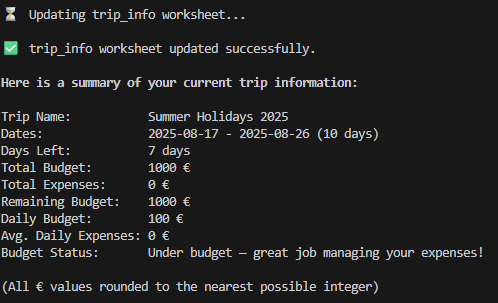 ⏳ Updating trip_info worksheet...
✅ trip_info worksheet updated successfully.
Here is a summary of your current trip information:
Trip Name: Summer Holidays 2025
Dates: 2025-08-17 - 2025-08-26 (10 days)
Days Left: 7 days
Total Budget: 1000 €
Total Expenses: 0 €
Remaining Budget: 1000 €
Daily Budget: 100 €
Avg. Daily Expenses: 0 €
Budget Status: Under budget — great job managing your expenses!
(All € values rounded to the nearest possible integer)